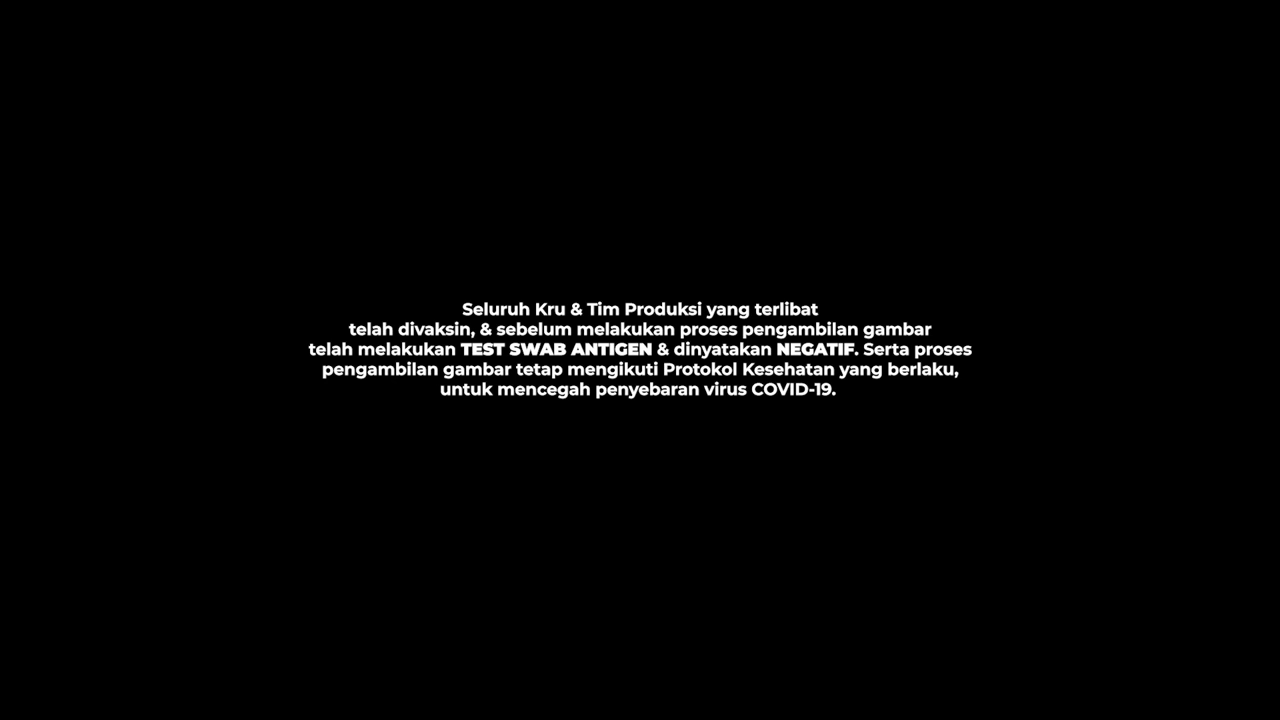 Seluruh Kru & Tim Produksi yang terlibat
telah divaksin, & sebelum melakukan proses pengambilan gambar
telah melakukan TEST SWAB ANTIGEN & dinyatakan NEGATIF. Serta proses
pengambilan gambar tetap mengikuti Protokol Kesehatan yang berlaku,
untuk mencegah penyebaran virus COVID-19.